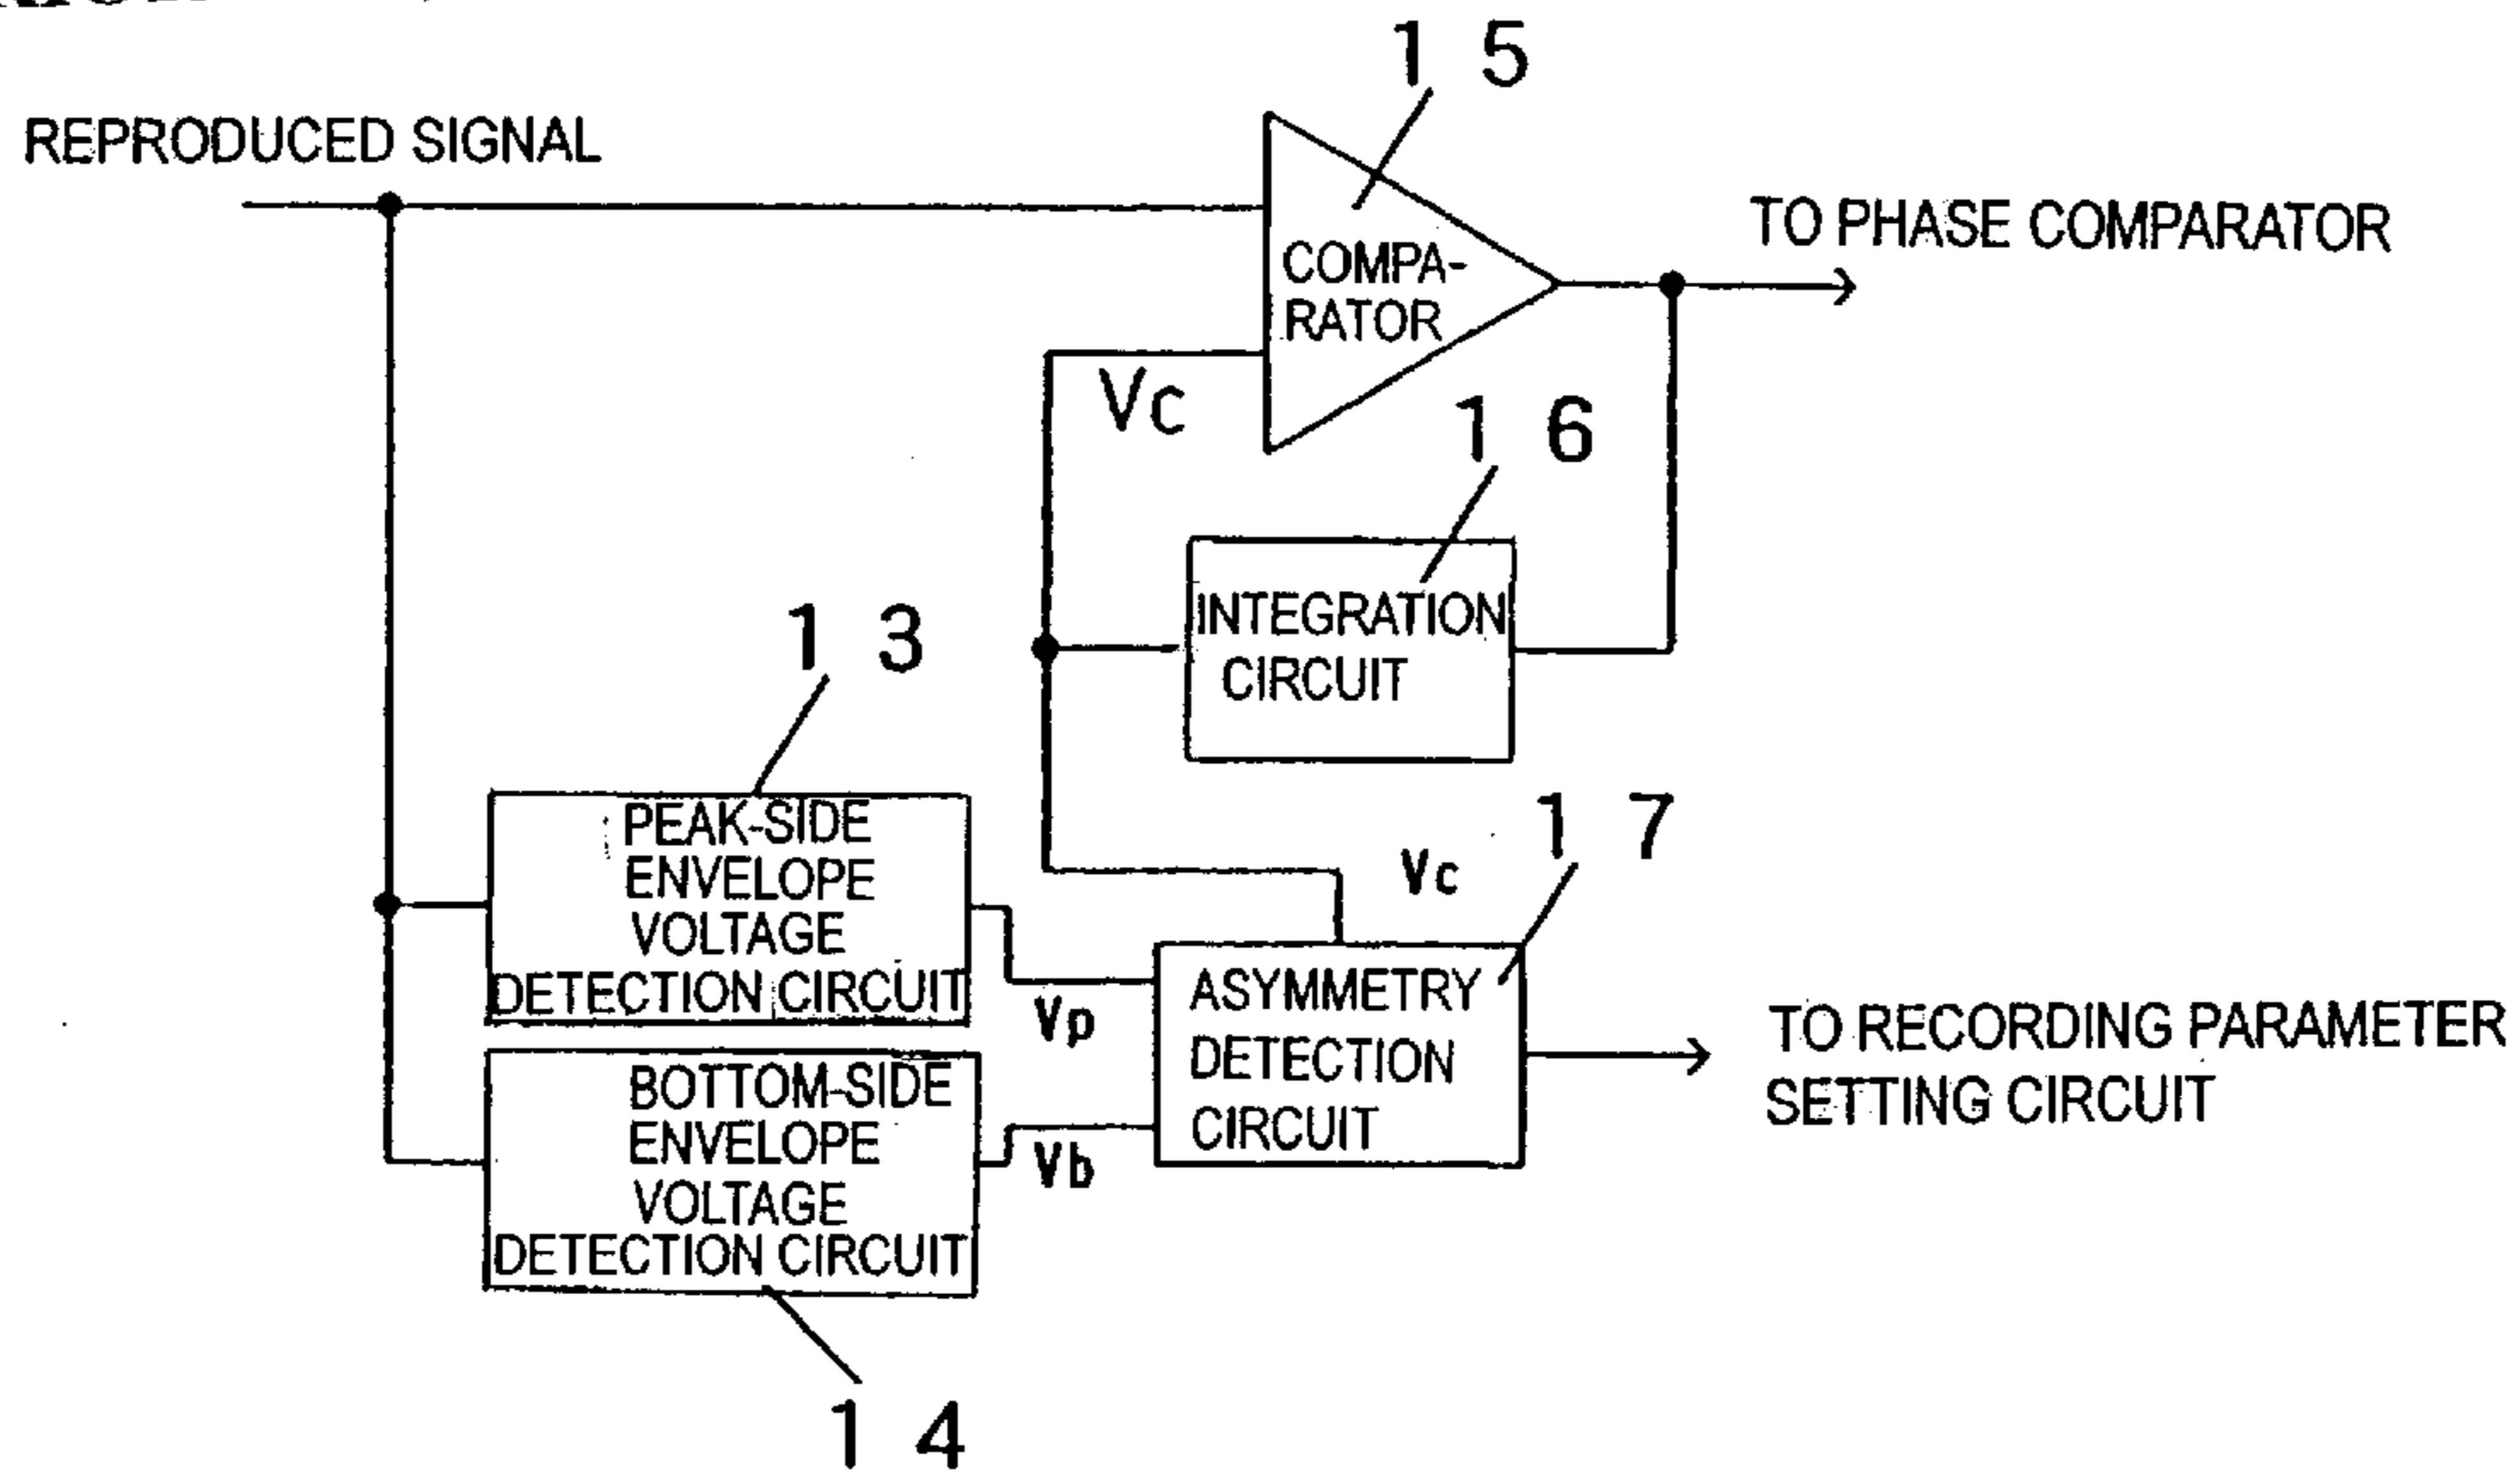 1 5
REPRODUCED SIGNAL
TO PHASE COMPARATOR
COMPA-
RATOR
Vc
1 6
INTEGRATION
CIRCUIT
1 3
PEAK-SIDE
ENVELOPE
VOLTAGE
DETECTION CIRCUIT
1 7
Vc
Vp
ASYMMETRY
DETECTION
CIRCUIT
TO RECORDING PARAMETER
SETTING CIRCUIT
BOTTOM-SIDE
ENVELOPE
VOLTAGE
DETECTION CIRCUIT
Vb
1 4